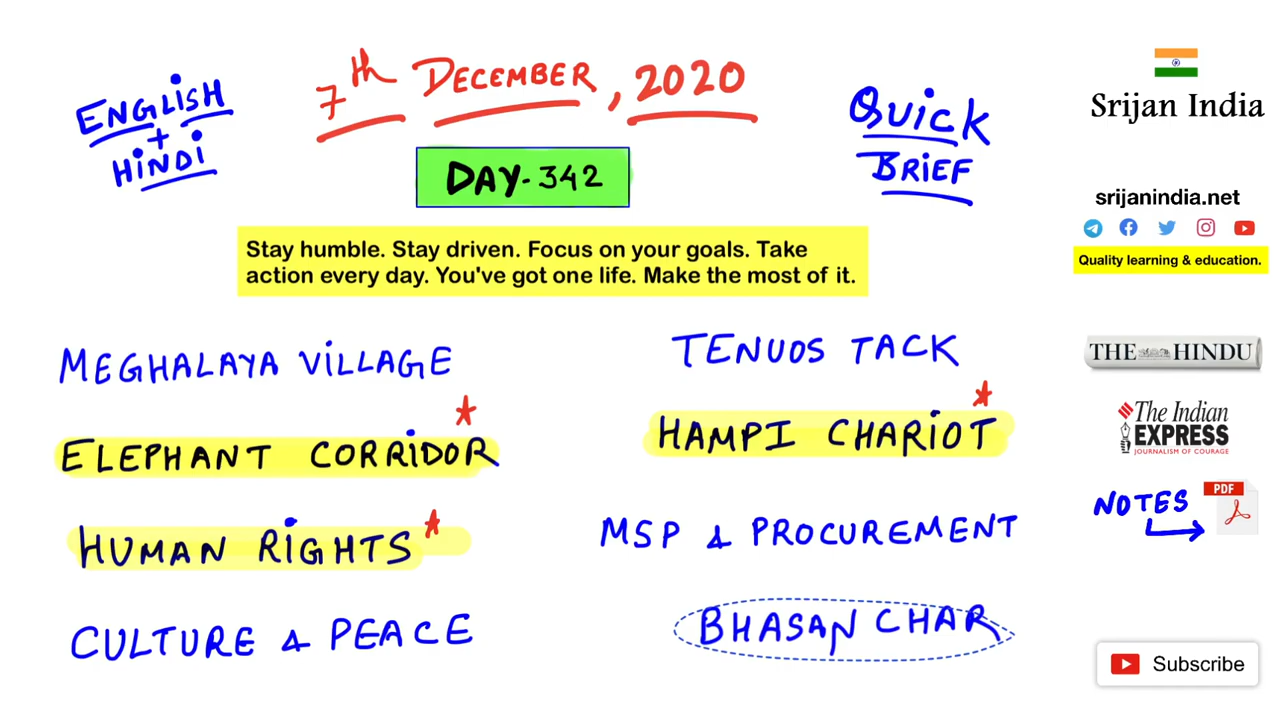 7th DECEMBER, 2020
ENGLISH
+
HINDI
DAY-342
QUICK
BRIEF
Srijan India
srijanindia.net
Quality learning & education.
Stay humble. Stay driven. Focus on your goals. Take
action every day. You've got one life. Make the most of it.
MEGHALAYA VILLAGE
ELEPHANT CORRIDOR
HUMAN RIGHTS
CULTURE & PEACE
TENUOS TACK
HAMPI CHARIOT
MSP & PROCUREMENT
BHASAN CHAR
THE HINDU
The Indian
EXPRESS
JOURNALISM OF COURAGE
NOTES
PDF
Subscribe